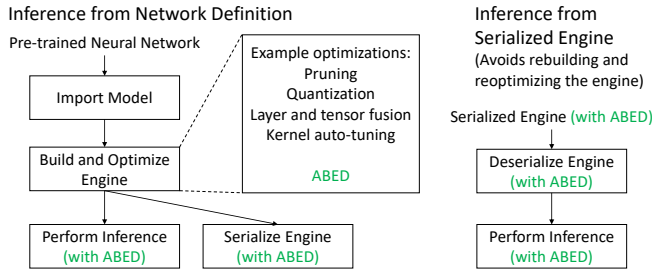 Inference from Network Definition
Pre-trained Neural Network
Import Model
Build and Optimize
Engine
Perform Inference
(with ABED)
Serialize Engine
(with ABED)
Example optimizations:
Pruning
Quantization
Layer and tensor fusion
Kernel auto-tuning
ABED
Inference from
Serialized Engine
(Avoids rebuilding and
reoptimizing the engine)
Serialized Engine (with ABED)
Deserialize Engine
(with ABED)
Perform Inference
(with ABED)